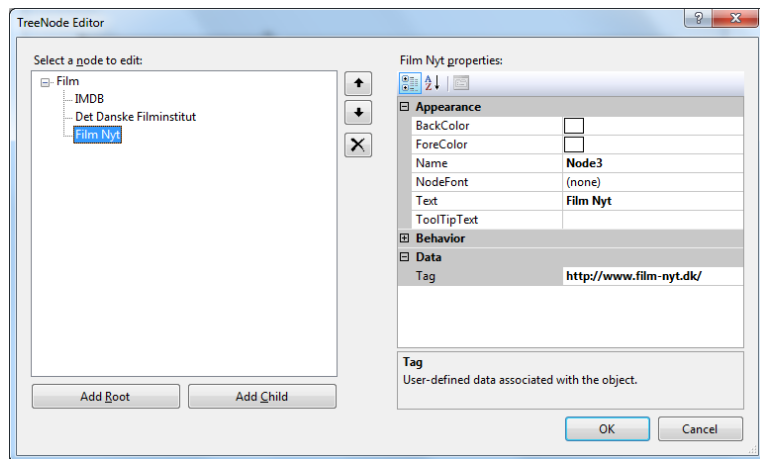 TreeNode Editor
Select a node to edit:
Film
IMDB
Det Danske Filminstitut
Film Nyt
Add Root
Add Child
Film Nyt properties:
Appearance
BackColor
ForeColor
Name Node3
NodeFont (none)
Text Film Nyt
ToolTipText
Behavior
Data
Tag http://www.film-nyt.dk/
Tag
User-defined data associated with the object.
OK
Cancel